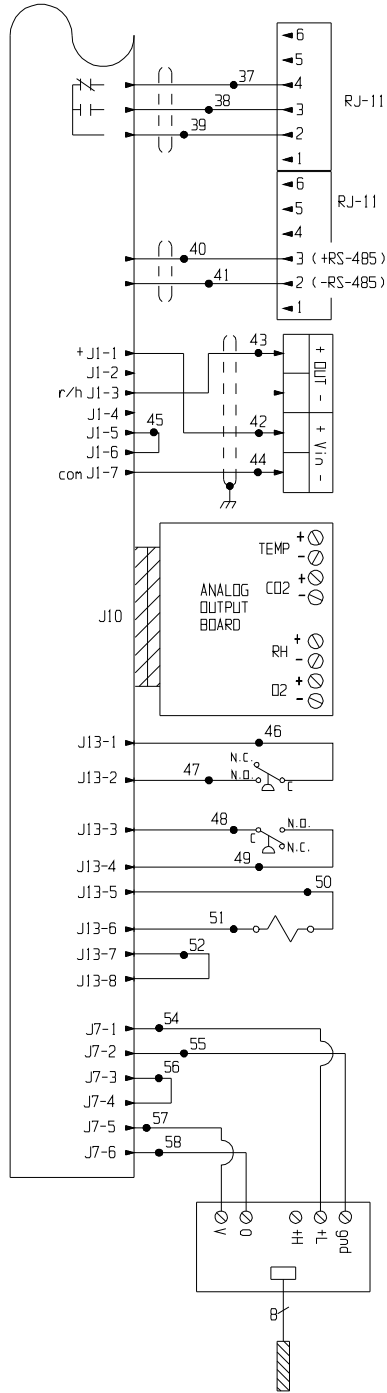 6
5
37
4
38
3
RJ-11
39
2
1
6
5
RJ-11
4
40
3 (+RS-485)
41
2 (-RS-485)
1
+ J1-1
43
+ OUT -
J1-2
r/h J1-3
J1-4
45
J1-5
42
+ Vin -
J1-6
44
com J1-7
J10
ANALOG
OUTPUT
BOARD
TEMP + -
CO2 + -
RH + -
O2 + -
J13-1
46
N.C.
J13-2
47
N.O.
C
J13-3
48
N.O.
C
N.C.
49
J13-4
J13-5
50
51
J13-6
52
J13-7
J13-8
54
J7-1
55
J7-2
56
J7-3
J7-4
57
J7-5
58
J7-6
V
O
+H
+L
gnd
8